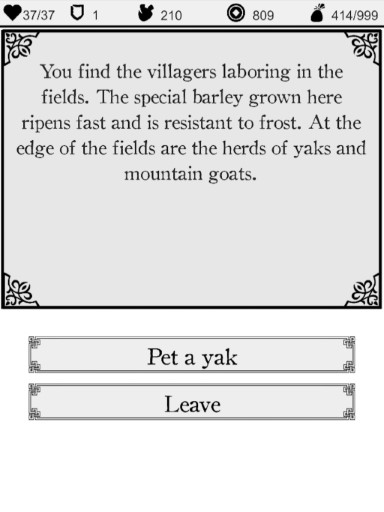 37/37 1 210 809 414/999
You find the villagers laboring in the
fields. The special barley grown here
ripens fast and is resistant to frost. At the
edge of the fields are the herds of yaks and
mountain goats.
Pet a yak
Leave